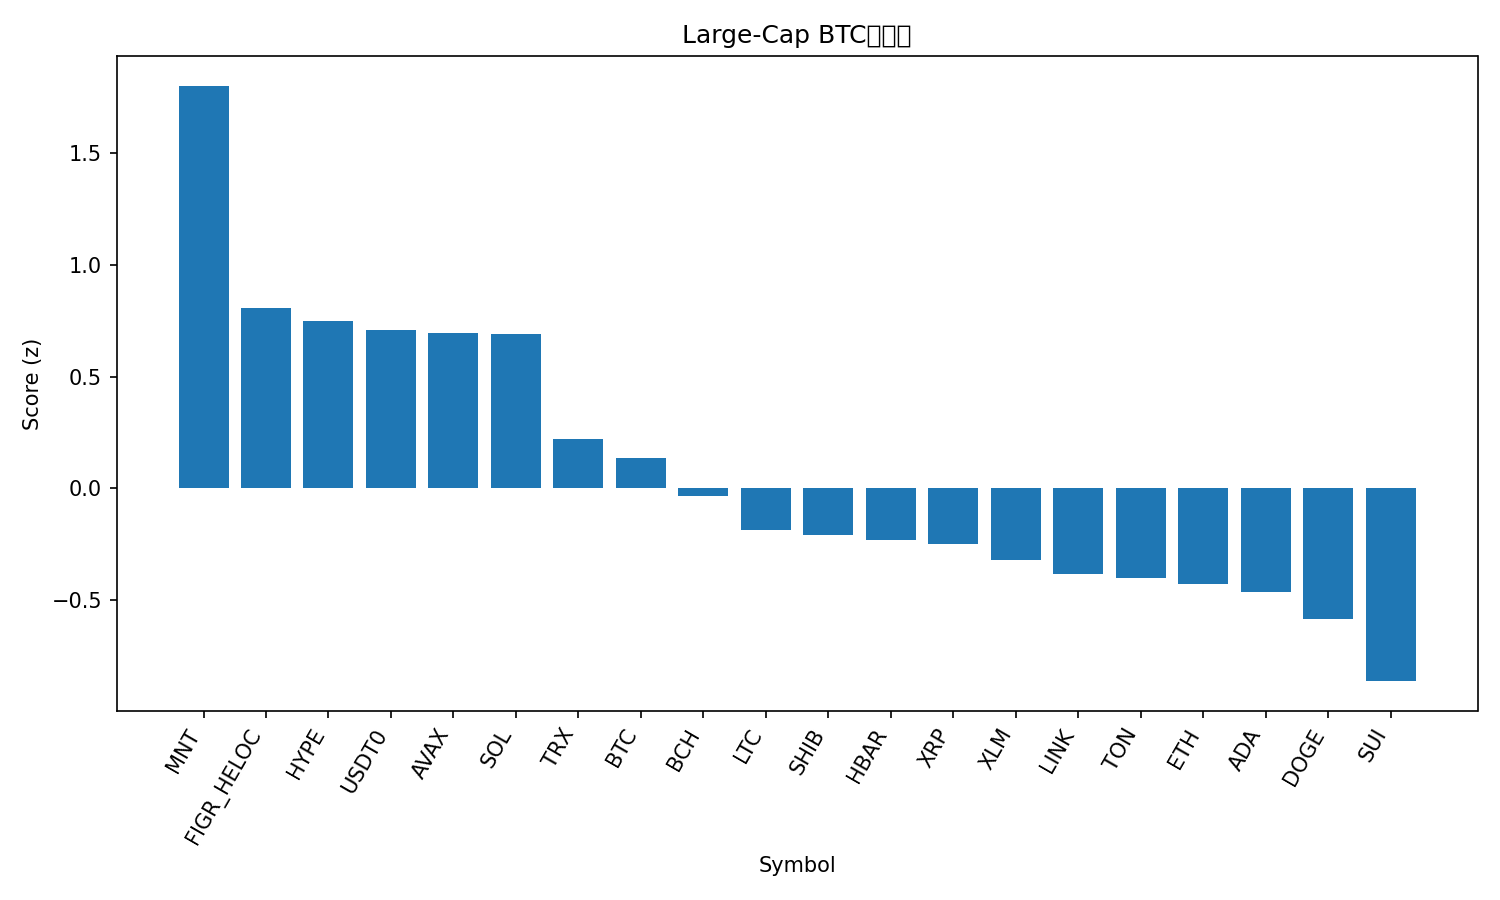 Large-Cap BTC
Score (z)
1.5
1.0
0.5
0.0
−0.5
MNT
FIGR_HELOC
HYPE
USDT0
AVAX
SOL
TRX
BTC
BCH
LTC
SHIB
HBAR
XRP
XLM
LINK
TON
ETH
ADA
DOGE
SUI
Symbol